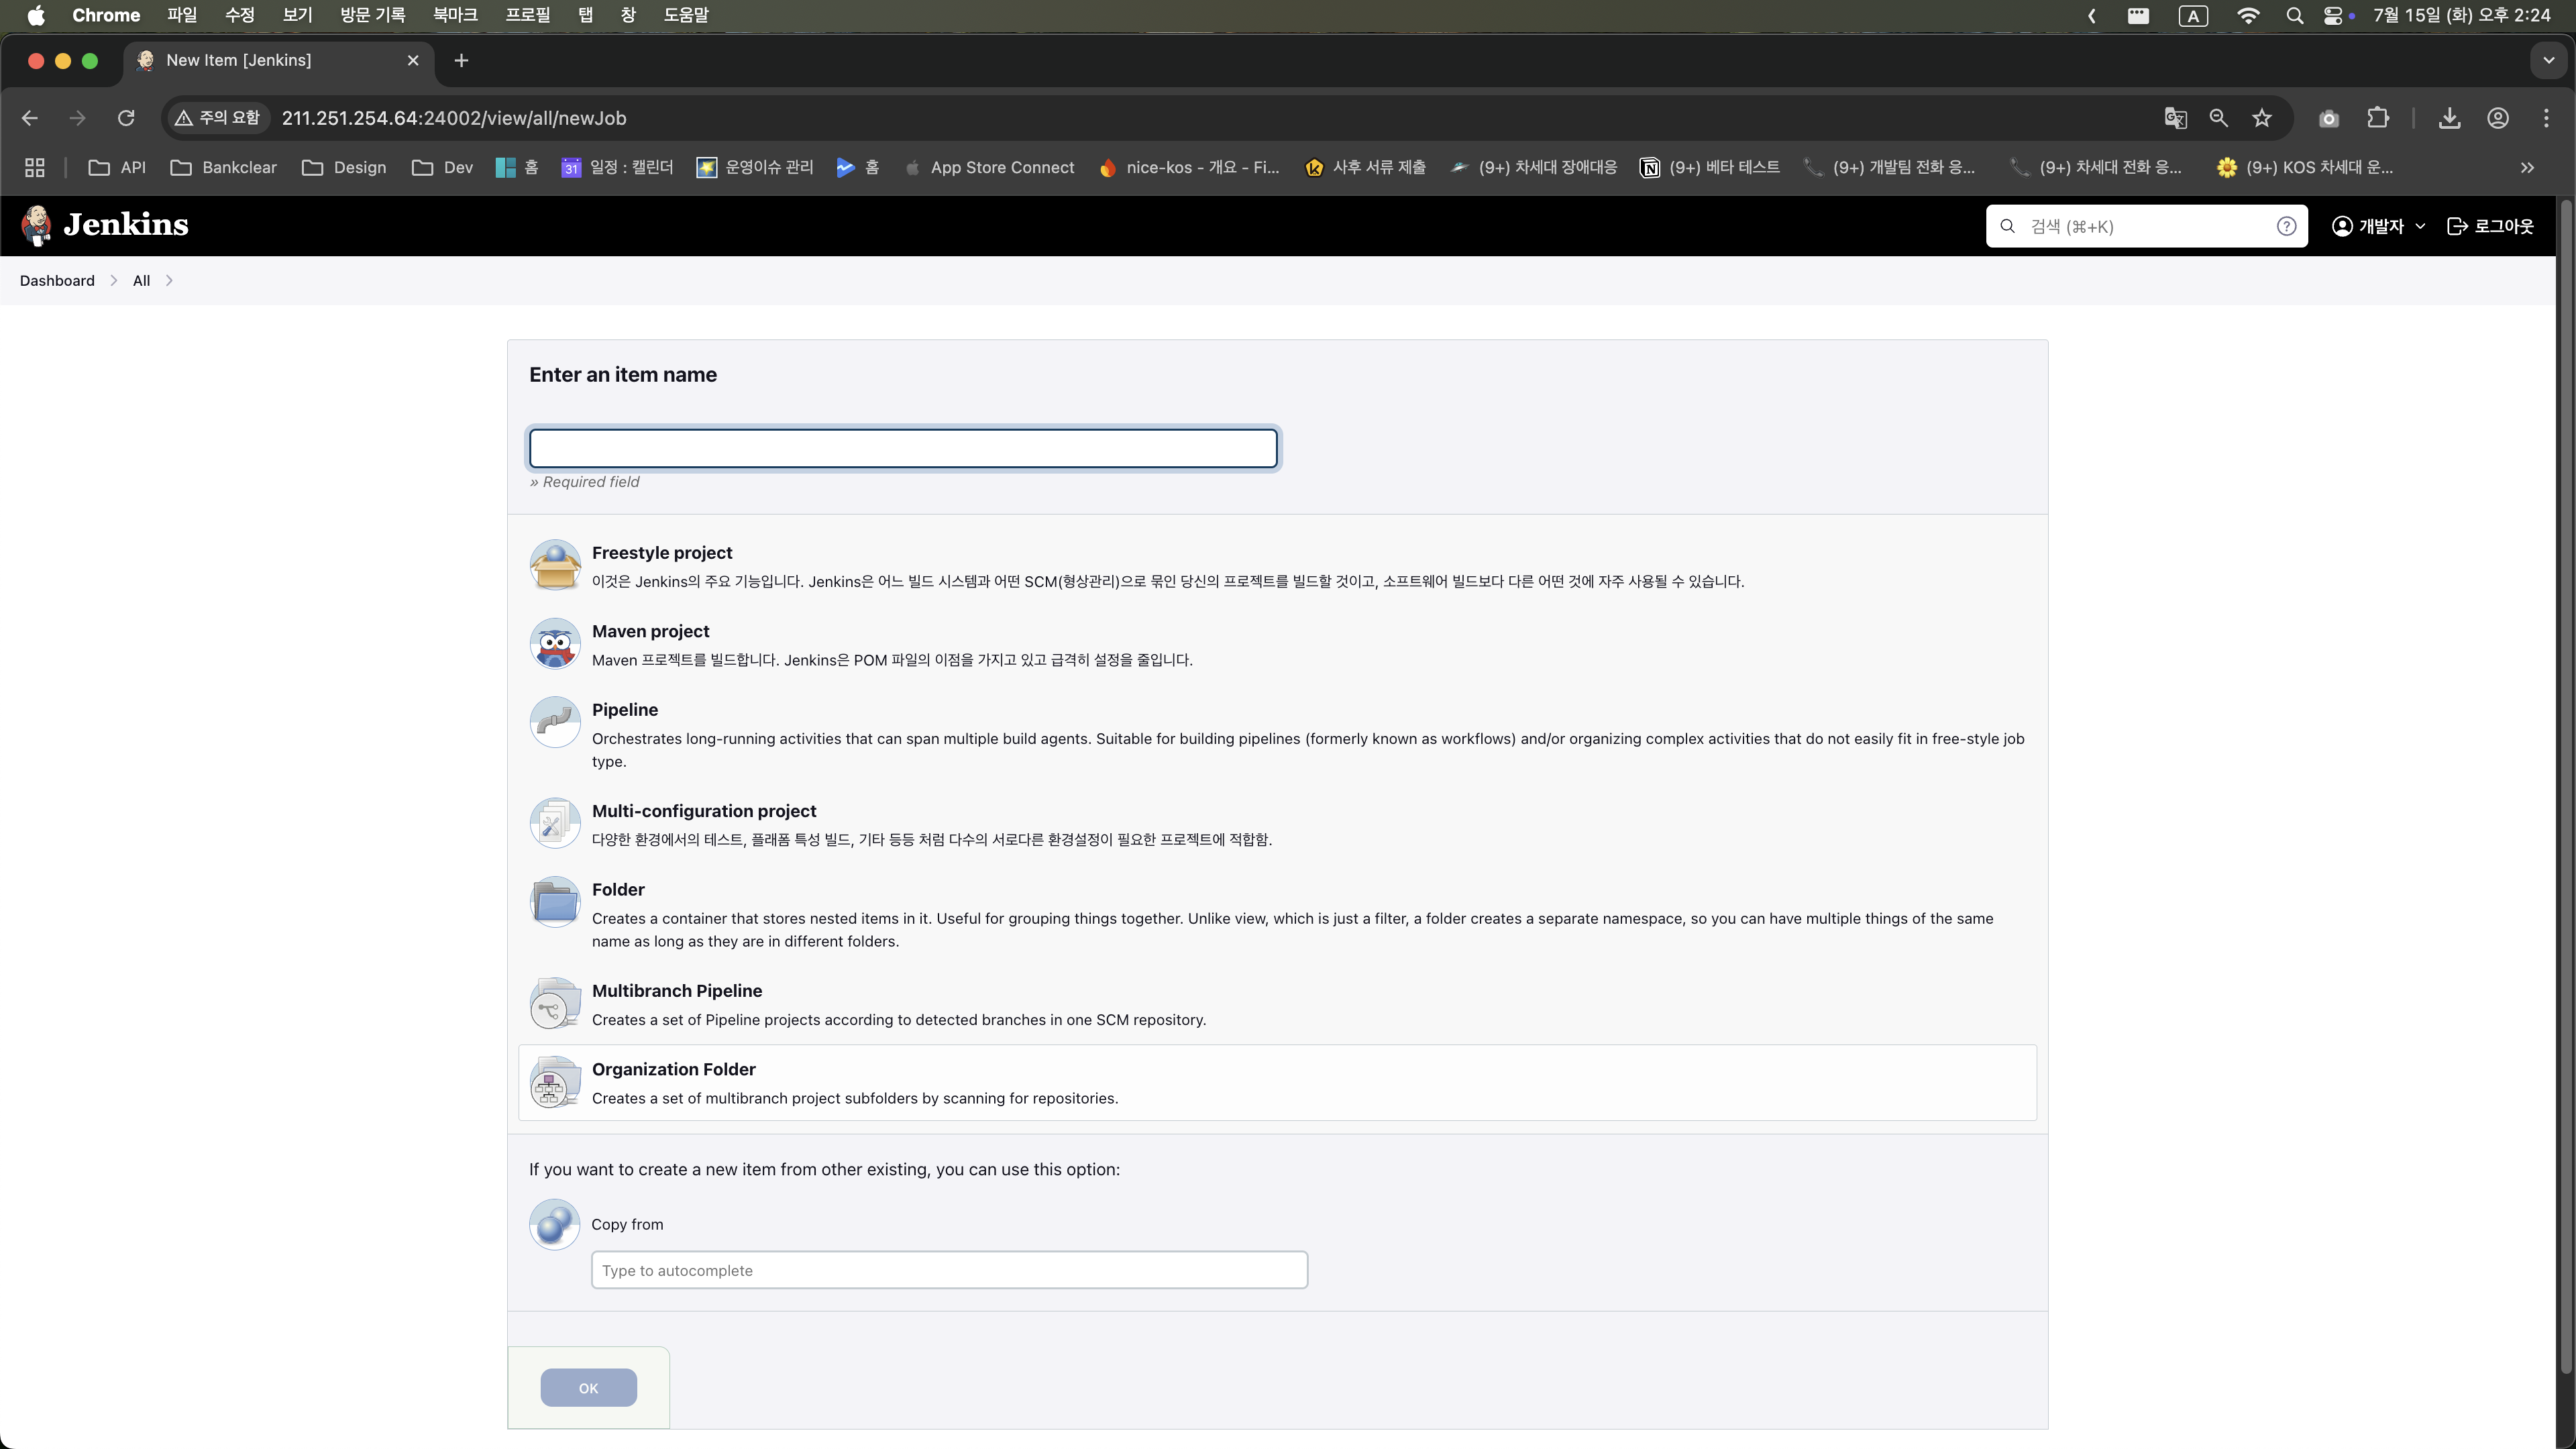 Chrome 파일 수정 보기 방문 기록 북마크 프로필 탭 창 도움말 A 7월 15일 (화) 오후 2:24
New Item [Jenkins]
주의 요함 211.251.254.64:24002/view/all/newJob
API Bankclear Design Dev 홈 31 일정 : 캘린더 운영이슈 관리 홈 App Store Connect nice-kos - 개요 - Fi... 사후 서류 제출 (9+) 차세대 장애대응 (9+) 베타 테스트 (9+) 개발팀 전화 응... (9+) 차세대 전화 응... (9+) KOS 차세대 운... »
Jenkins 검색 (⌘+K) ? 개발자 로그아웃
Dashboard All
Enter an item name
» Required field
Freestyle project
이것은 Jenkins의 주요 기능입니다. Jenkins은 어느 빌드 시스템과 어떤 SCM(형상관리)으로 묶인 당신의 프로젝트를 빌드할 것이고, 소프트웨어 빌드보다 다른 어떤 것에 자주 사용될 수 있습니다.
Maven project
Maven 프로젝트를 빌드합니다. Jenkins은 POM 파일의 이점을 가지고 있고 급격히 설정을 줄입니다.
Pipeline
Orchestrates long-running activities that can span multiple build agents. Suitable for building pipelines (formerly known as workflows) and/or organizing complex activities that do not easily fit in free-style job
type.
Multi-configuration project
다양한 환경에서의 테스트, 플래폼 특성 빌드, 기타 등등 처럼 다수의 서로다른 환경설정이 필요한 프로젝트에 적합함.
Folder
Creates a container that stores nested items in it. Useful for grouping things together. Unlike view, which is just a filter, a folder creates a separate namespace, so you can have multiple things of the same
name as long as they are in different folders.
Multibranch Pipeline
Creates a set of Pipeline projects according to detected branches in one SCM repository.
Organization Folder
Creates a set of multibranch project subfolders by scanning for repositories.
If you want to create a new item from other existing, you can use this option:
Copy from
Type to autocomplete
OK